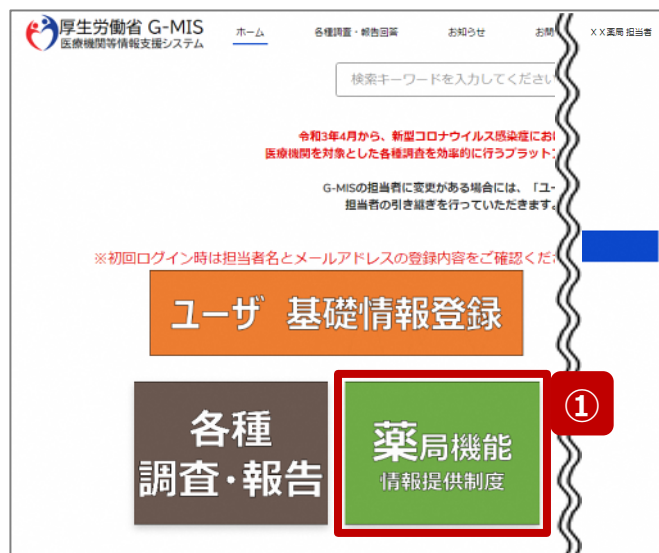 厚生労働省 G-MIS
医療機関等情報支援システム
ホーム
各種調査・報告回答
お知らせ
お問
××薬局 担当者
検索キーワードを入力してください
令和3年4月から、新型コロナウイルス感染症にお
医療機関を対象とした各種調査を効率的に行うプラット
G-MISの担当者に変更がある場合には、「ユー
担当者の引き継ぎを行っていただきます。
※初回ログイン時は担当者名とメールアドレスの登録内容をご確認くだ
ユーザ 基礎情報登録
各種
調査・報告
薬局機能
情報提供制度
①